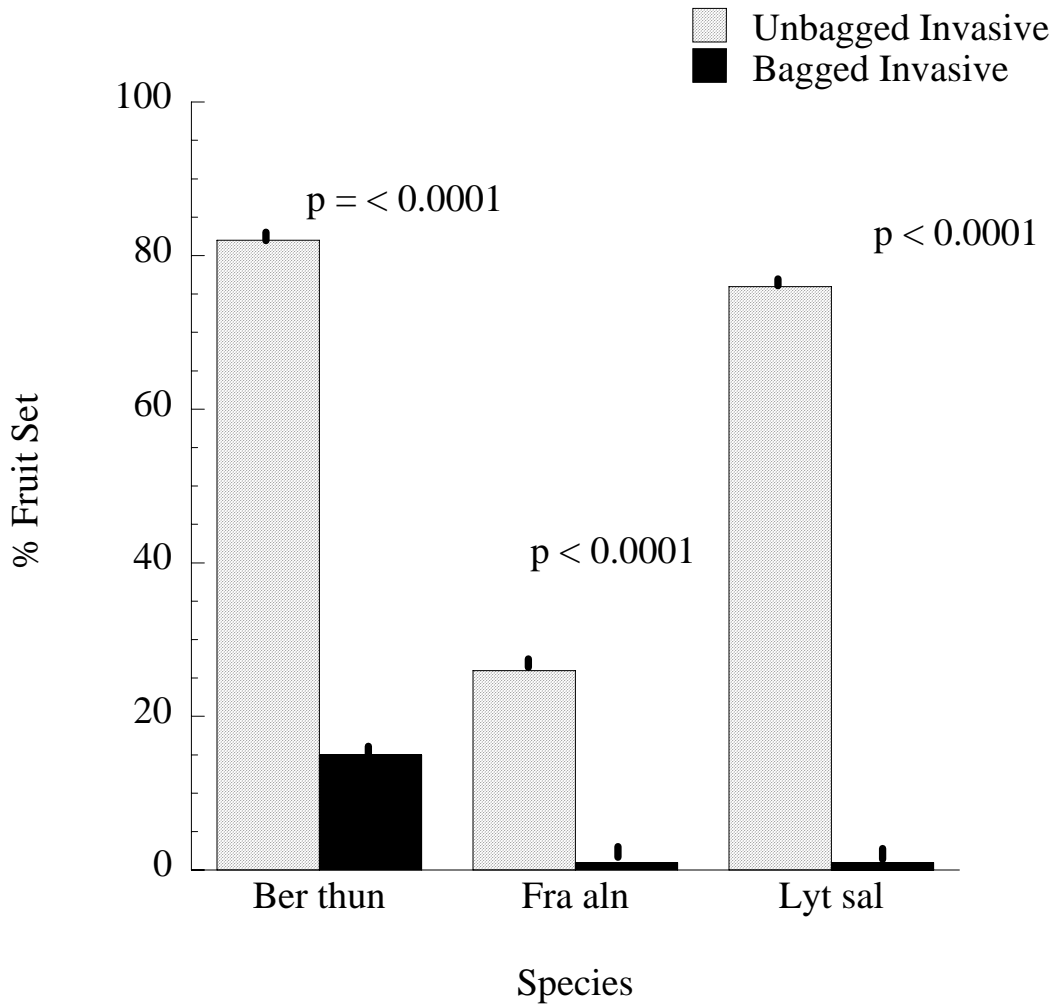 Unbagged Invasive
Bagged Invasive
100
p = < 0.0001
p < 0.0001
80
60
% Fruit Set
40
p < 0.0001
20
0
Ber thun Fra aln Lyt sal
Species